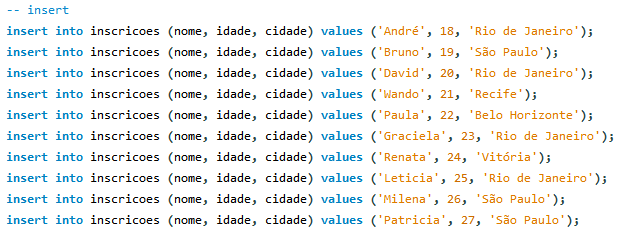 -- insert
insert into inscricoes (nome, idade, cidade) values ('André', 18, 'Rio de Janeiro');
insert into inscricoes (nome, idade, cidade) values ('Bruno', 19, 'São Paulo');
insert into inscricoes (nome, idade, cidade) values ('David', 20, 'Rio de Janeiro');
insert into inscricoes (nome, idade, cidade) values ('Wando', 21, 'Recife');
insert into inscricoes (nome, idade, cidade) values ('Paula', 22, 'Belo Horizonte');
insert into inscricoes (nome, idade, cidade) values ('Graciela', 23, 'Rio de Janeiro');
insert into inscricoes (nome, idade, cidade) values ('Renata', 24, 'Vitória');
insert into inscricoes (nome, idade, cidade) values ('Leticia', 25, 'Rio de Janeiro');
insert into inscricoes (nome, idade, cidade) values ('Milena', 26, 'São Paulo');
insert into inscricoes (nome, idade, cidade) values ('Patricia', 27, 'São Paulo');